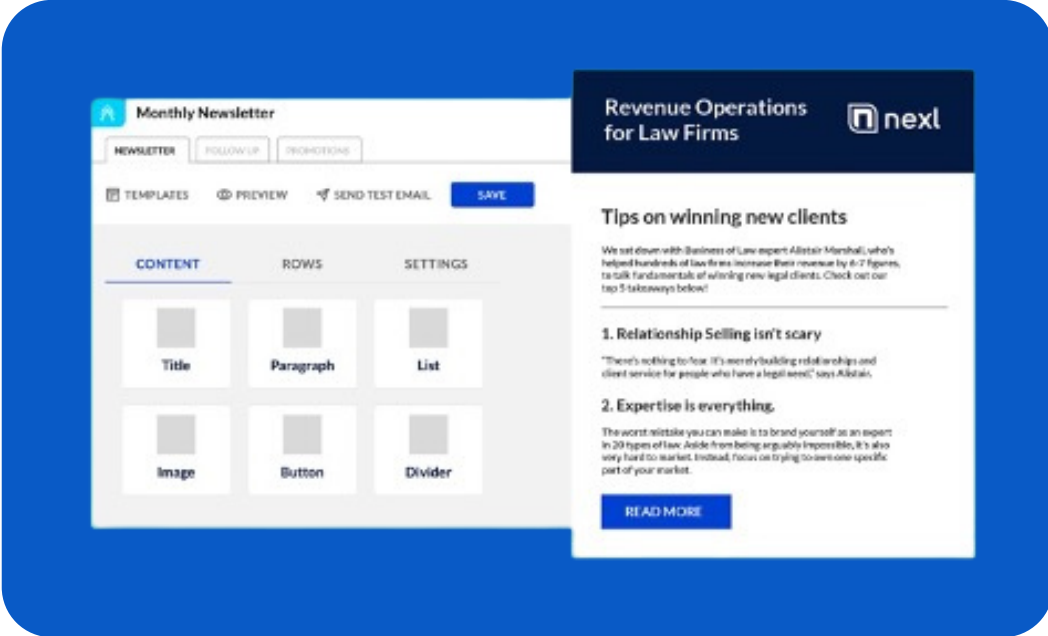 Monthly Newsletter
NEWSLETTER
FOLLOW UP
PROMOTIONS
TEMPLATES
PREVIEW
SEND TEST EMAIL
SAVE
CONTENT
ROWS
SETTINGS
Title
Paragraph
List
Image
Button
Divider
Revenue Operations
for Law Firms
nexl
Tips on winning new clients
We sat down with Business of Law expert Alistair Marshall, who's
helped hundreds of law firms increase their revenue by 6-7 figures,
to talk fundamentals of winning new legal clients. Check out our
top 5 takeaways below!
1. Relationship Selling isn't scary
"There's nothing to fear. It's merely building relationships and
client service for people who have a legal need," says Alistair.
2. Expertise is everything.
The worst mistake you can make is to brand yourself as an expert
in 20 types of law. Aside from being arguably impossible, it's also
very hard to market. Instead, focus on trying to own one specific
part of your market.
READ MORE